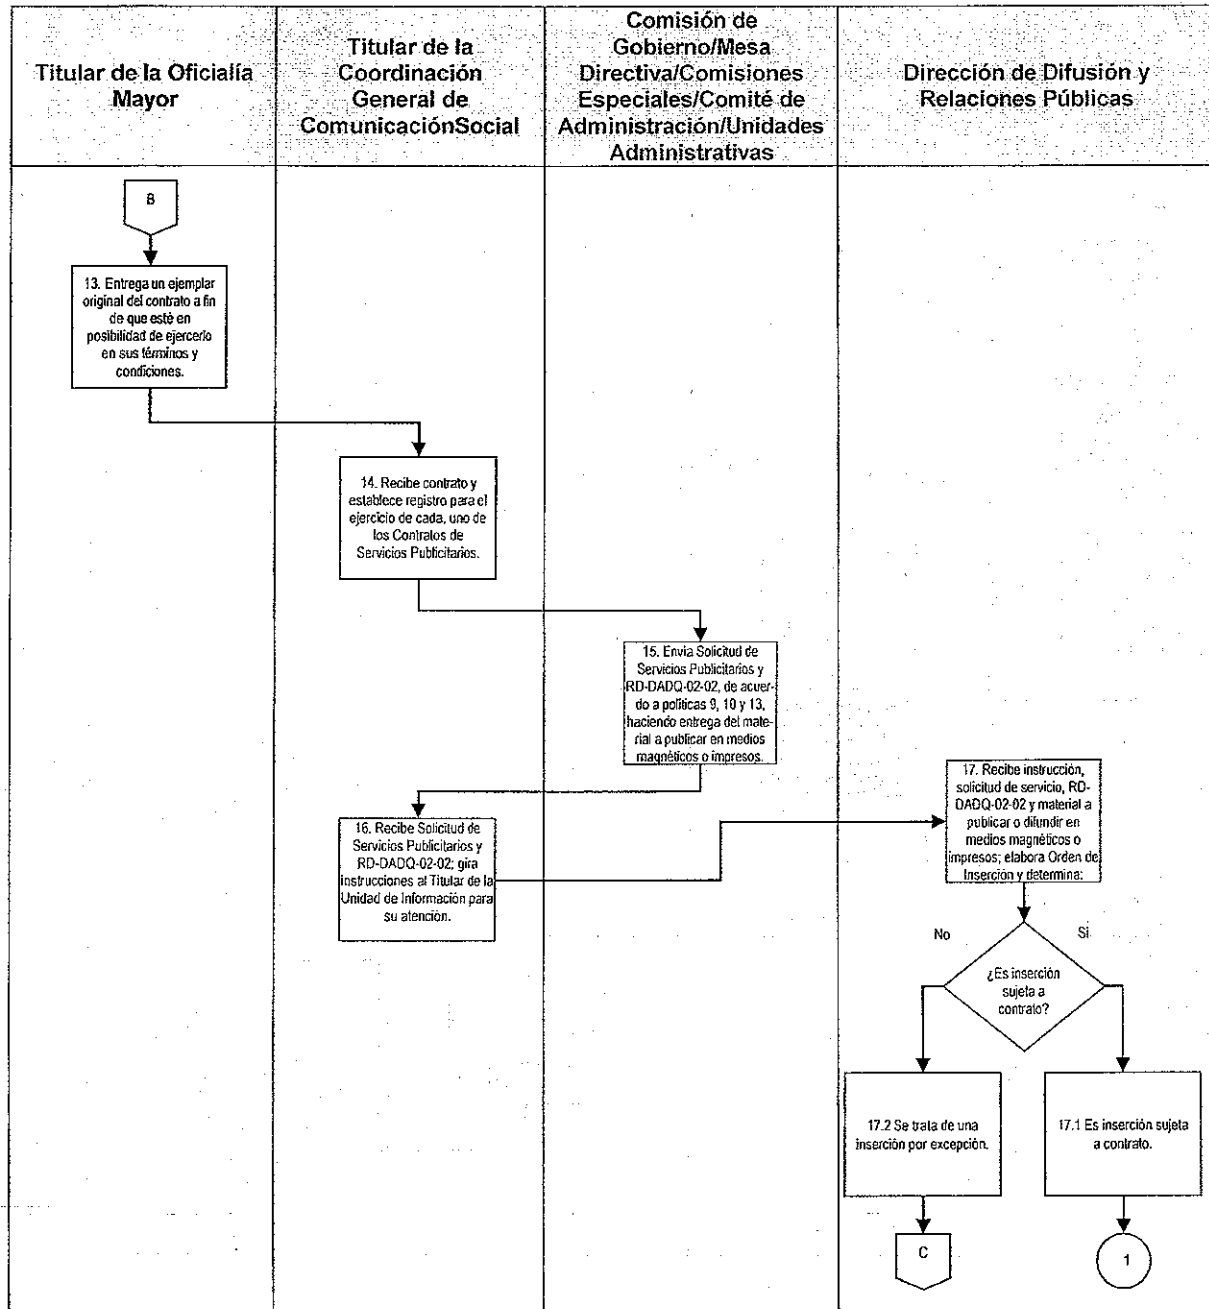 Titular de la Oficialía
Mayor
Titular de la
Coordinación
General de
ComunicaciónSocial
Comisión de
Gobierno/Mesa
Directiva/Comisiones
Especiales/Comité de
Administración/Unidades
Administrativas
Dirección de Difusión y
Relaciones Públicas
B
13. Entrega un ejemplar
original del contrato a fin
de que esté en
posibilidad de ejercerlo
en sus términos y
condiciones.
14. Recibe contrato y
establece registro para el
ejercicio de cada, uno de
los Contratos de
Servicios Publicitarios.
15. Envia Solicitud de
Servicios Publicitarios y
RD-DADQ-02-02, de acuer-
do a políticas 9, 10 y 13,
haciendo entrega del mate-
rial a publicar en medios
magnéticos o impresos.
16. Recibe Solicitud de
Servicios Publicitarios y
RD-DADQ-02-02; gira
instrucciones al Titular de la
Unidad de Información para
su atención.
17. Recibe instrucción,
solicitud de servicio, RD-
DADQ-02-02 y material a
publicar o difundir en
medios magnéticos o
impresos; elabora Orden de
Inserción y determina:
No
Si
¿Es inserción
sujeta a
contrato?
17.2 Se trata de una
inserción por excepción.
17.1 Es inserción sujeta
a contrato.
C
1